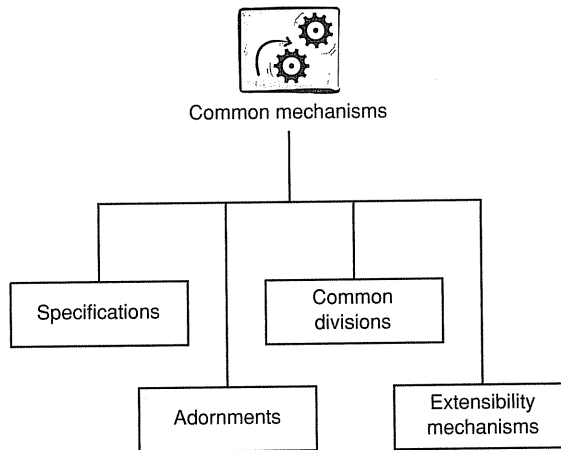 Common mechanisms
Specifications
Common
divisions
Adornments
Extensibility
mechanisms